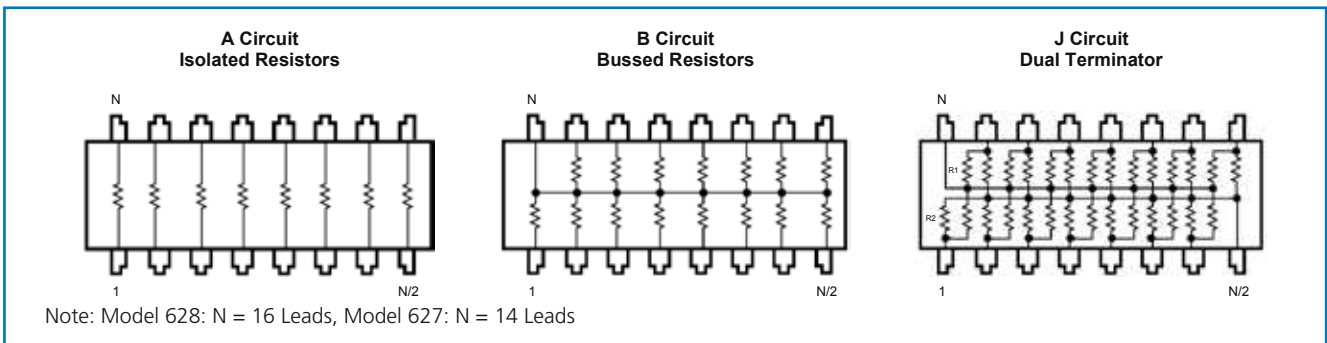 A Circuit
Isolated Resistors
B Circuit
Bussed Resistors
J Circuit
Dual Terminator
N
N
N
R1
R2
1
N/2
1
N/2
1
N/2
Note: Model 628: N = 16 Leads, Model 627: N = 14 Leads